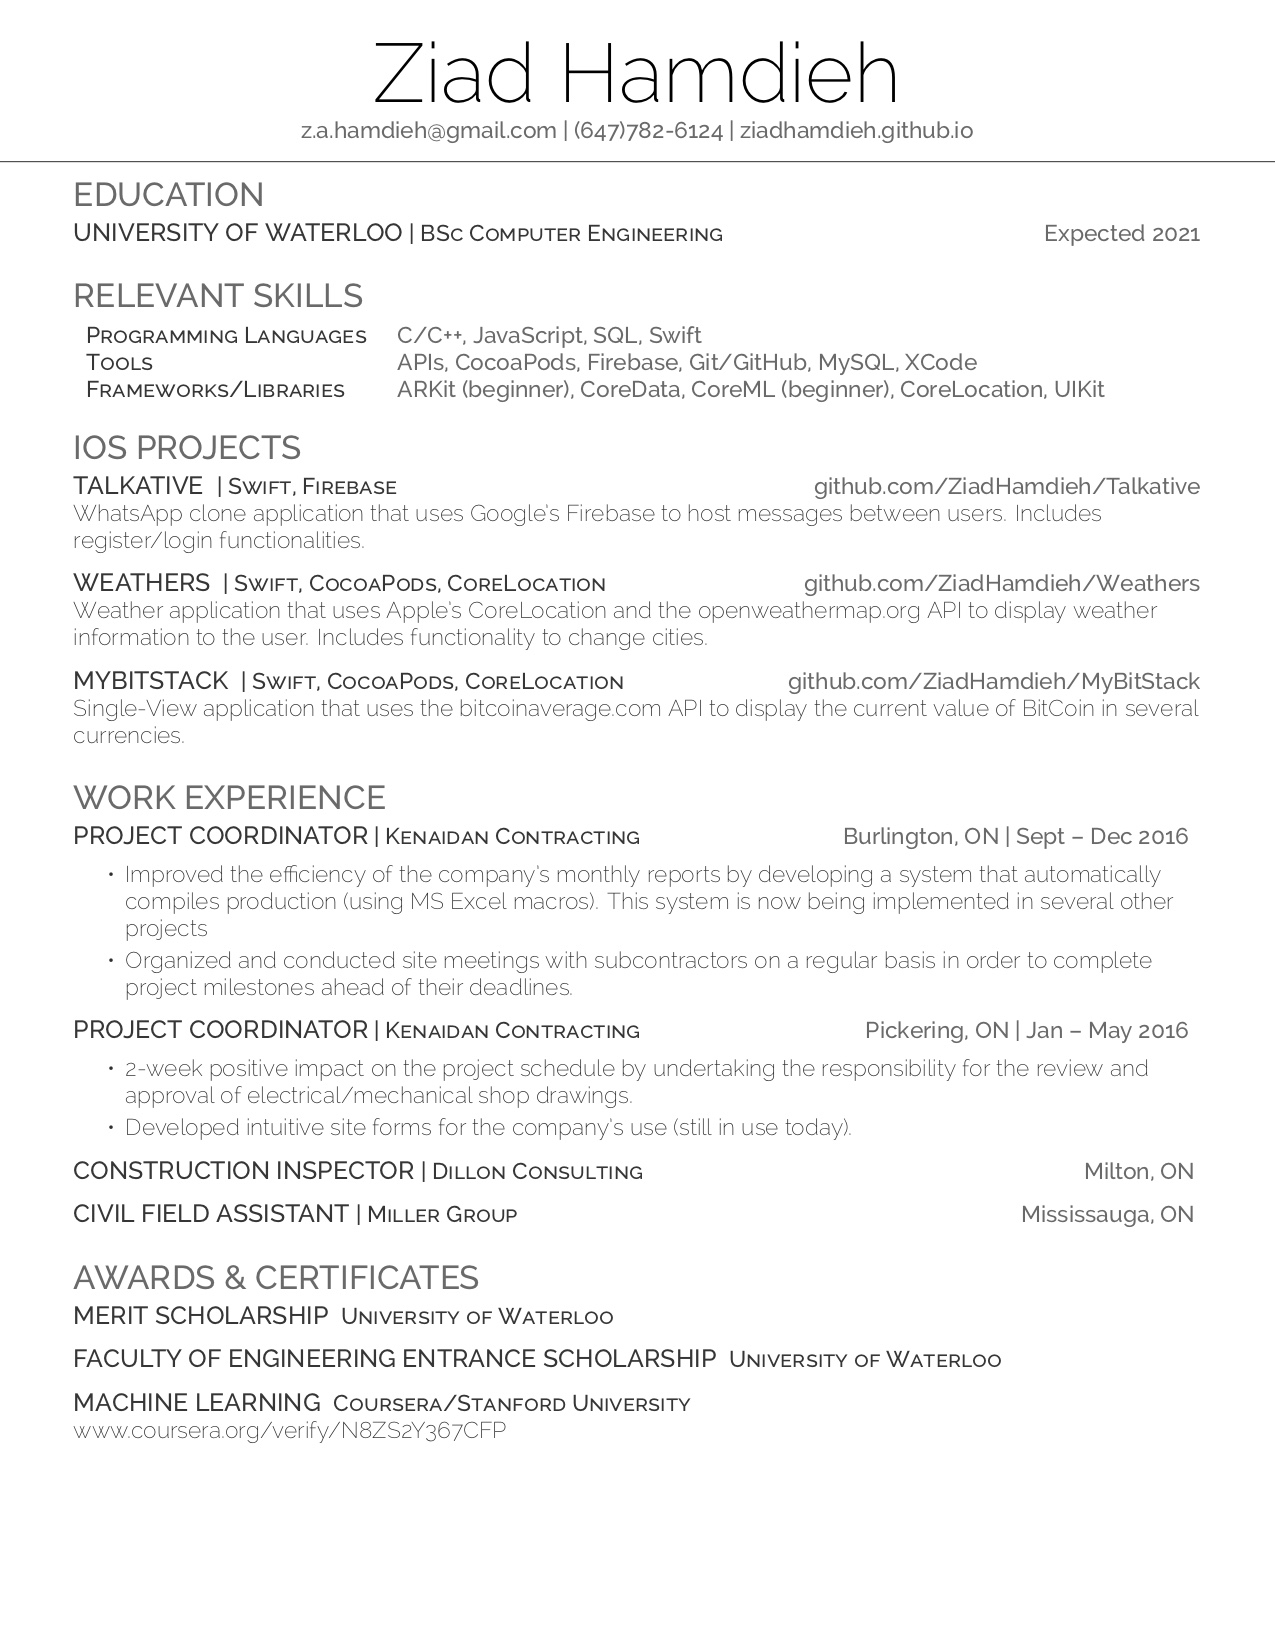 Ziad Hamdieh
z.a.hamdieh@gmail.com | (647)782-6124 | ziadhamdieh.github.io
EDUCATION
UNIVERSITY OF WATERLOO | BSc Computer Engineering Expected 2021
RELEVANT SKILLS
Programming Languages C/C++, JavaScript, SQL, Swift
Tools APIs, CocoaPods, Firebase, Git/GitHub, MySQL, XCode
Frameworks/Libraries ARKit (beginner), CoreData, CoreML (beginner), CoreLocation, UIKit
IOS PROJECTS
TALKATIVE | Swift, Firebase github.com/ZiadHamdieh/Talkative
WhatsApp clone application that uses Google's Firebase to host messages between users. Includes
register/login functionalities.
WEATHERS | Swift, CocoaPods, CoreLocation github.com/ZiadHamdieh/Weathers
Weather application that uses Apple's CoreLocation and the openweathermap.org API to display weather
information to the user. Includes functionality to change cities.
MYBITSTACK | Swift, CocoaPods, CoreLocation github.com/ZiadHamdieh/MyBitStack
Single-View application that uses the bitcoinaverage.com API to display the current value of BitCoin in several
currencies.
WORK EXPERIENCE
PROJECT COORDINATOR | Kenaidan Contracting Burlington, ON | Sept – Dec 2016
• Improved the efficiency of the company's monthly reports by developing a system that automatically
compiles production (using MS Excel macros). This system is now being implemented in several other
projects
• Organized and conducted site meetings with subcontractors on a regular basis in order to complete
project milestones ahead of their deadlines.
PROJECT COORDINATOR | Kenaidan Contracting Pickering, ON | Jan – May 2016
• 2-week positive impact on the project schedule by undertaking the responsibility for the review and
approval of electrical/mechanical shop drawings.
• Developed intuitive site forms for the company's use (still in use today).
CONSTRUCTION INSPECTOR | Dillon Consulting Milton, ON
CIVIL FIELD ASSISTANT | Miller Group Mississauga, ON
AWARDS & CERTIFICATES
MERIT SCHOLARSHIP University of Waterloo
FACULTY OF ENGINEERING ENTRANCE SCHOLARSHIP University of Waterloo
MACHINE LEARNING Coursera/Stanford University
www.coursera.org/verify/N8ZS2Y367CFP